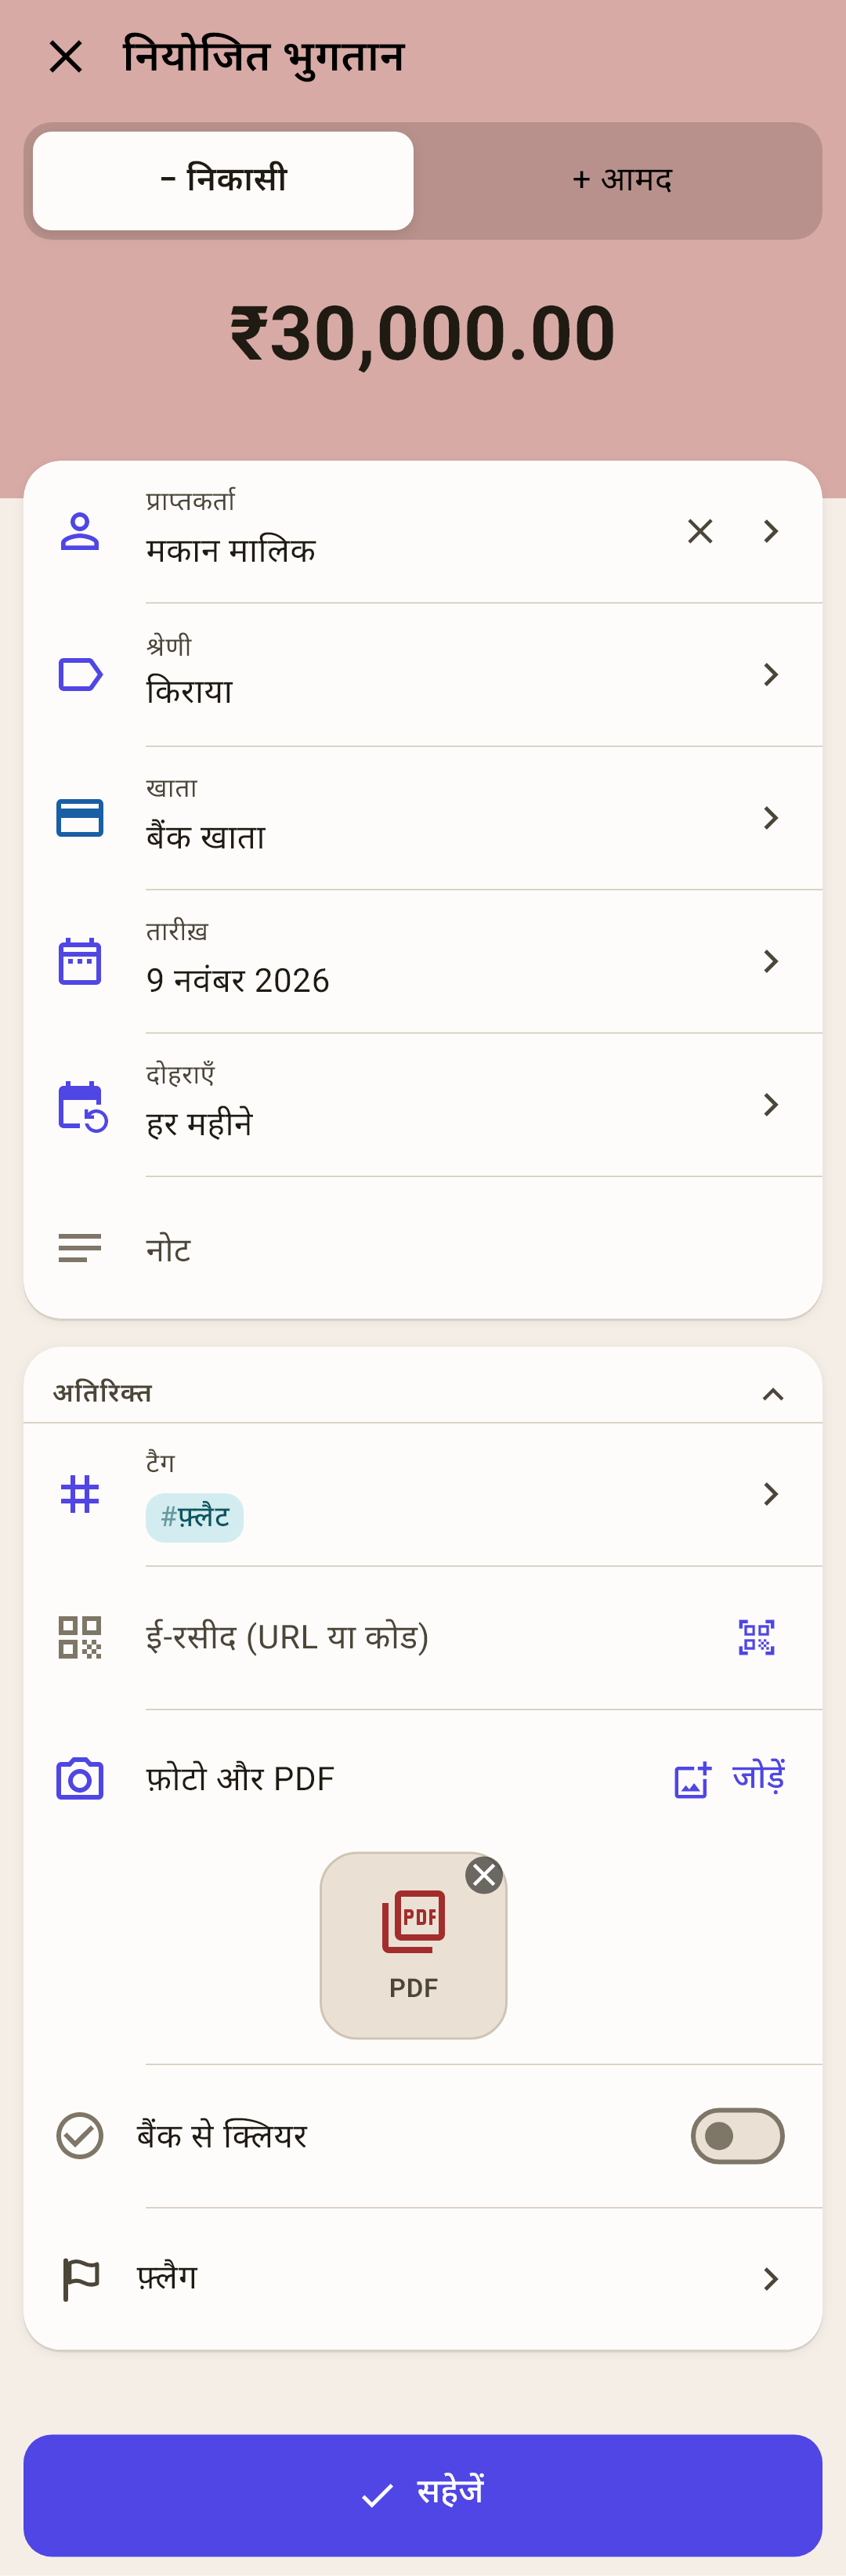 नियोजित भुगतान
− निकासी
+ आमद
₹30,000.00
प्राप्तकर्ता
मकान मालिक
श्रेणी
किराया
खाता
बैंक खाता
तारीख़
9 नवंबर 2026
दोहराएँ
हर महीने
नोट
अतिरिक्त
टैग
#फ़्लैट
ई-रसीद (URL या कोड)
फ़ोटो और PDF
जोड़ें
PDF
PDF
बैंक से क्लियर
फ़्लैग
सहेजें